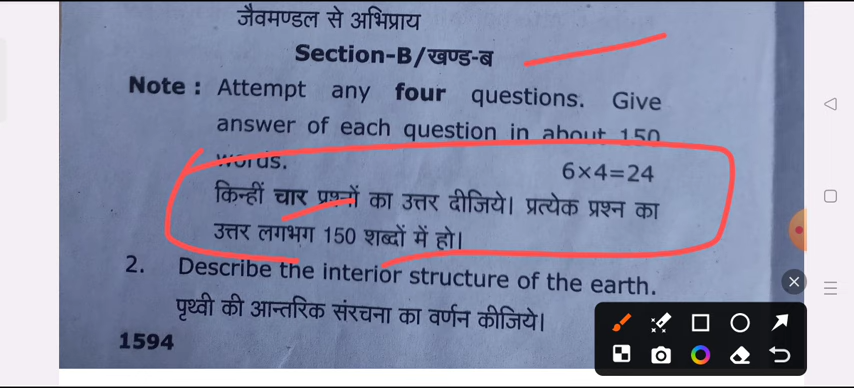 जैवमण्डल से अभिप्राय
Section-B/खण्ड-ब
Note : Attempt any four questions. Give
answer of each question in about 150
words. 6×4=24
किन्हीं चार प्रश्नों का उत्तर दीजिये। प्रत्येक प्रश्न का
उत्तर लगभग 150 शब्दों में हो।
2. Describe the interior structure of the earth.
पृथ्वी की आन्तरिक संरचना का वर्णन कीजिये।
1594